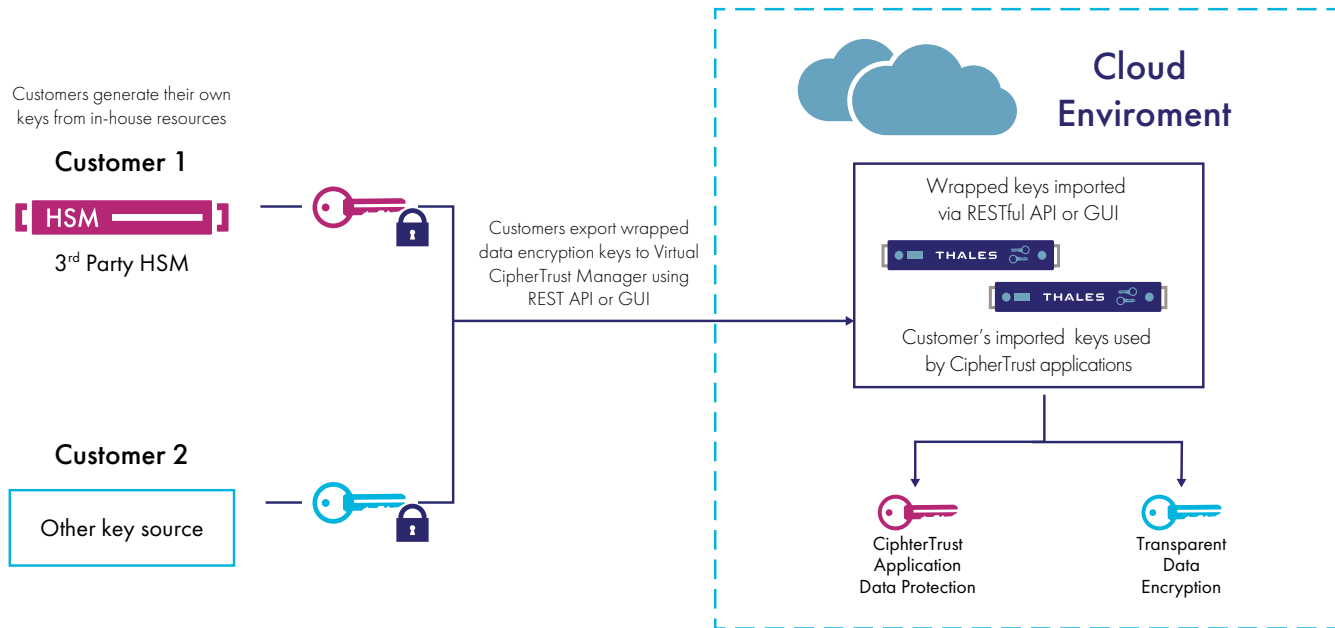 Customers generate their own
keys from in-house resources
Customer 1
HSM
3rd Party HSM
Customers export wrapped
data encryption keys to Virtual
CipherTrust Manager using
REST API or GUI
Customer 2
Other key source
Cloud
Enviroment
Wrapped keys imported
via RESTful API or GUI
THALES
THALES
Customer's imported keys used
by CipherTrust applications
CiphterTrust
Application
Data Protection
Transparent
Data
Encryption